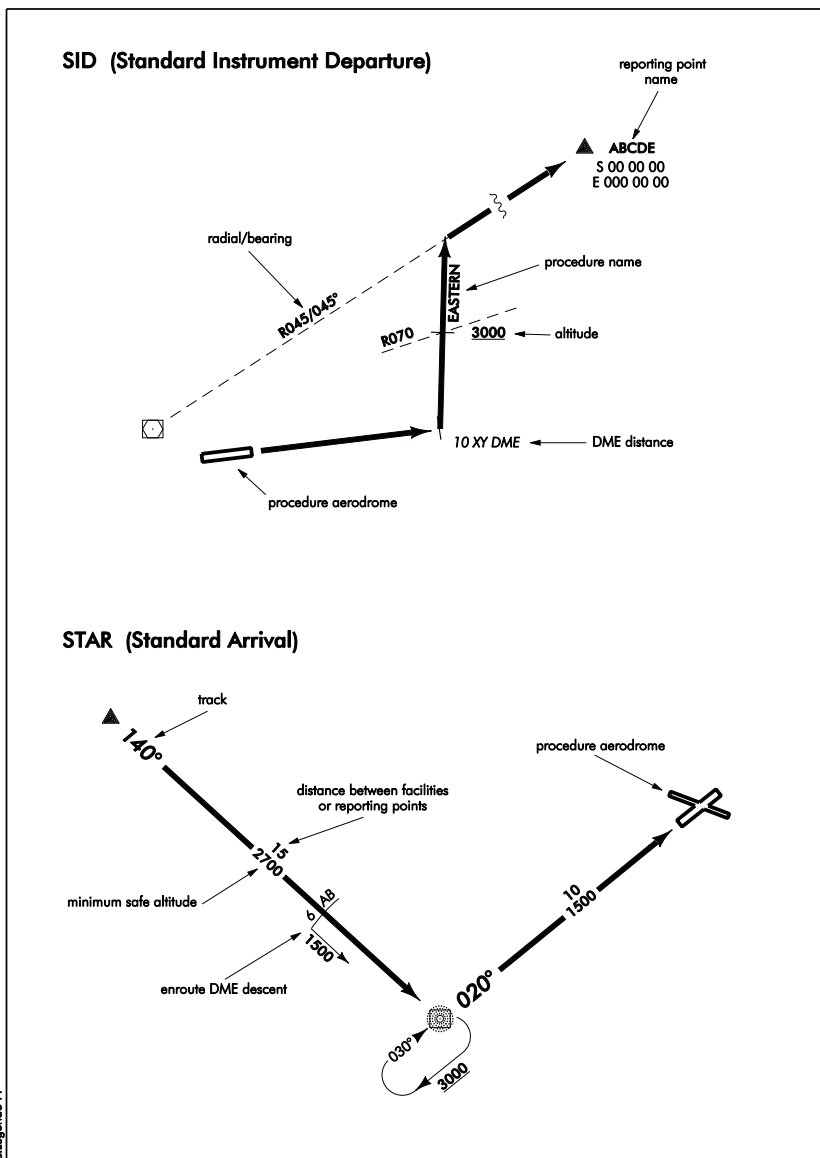 SID (Standard Instrument Departure)
reporting point
name
ABCDE
S 00 00 00
E 000 00 00
radial/bearing
R045/045°
EASTERN
procedure name
R070
3000
altitude
10 XY DME
DME distance
procedure aerodrome
STAR (Standard Arrival)
track
140°
procedure aerodrome
distance between facilities
or reporting points
15
2700
minimum safe altitude
6 AB
1500
enroute DME descent
10
1500
020°
030°
3000